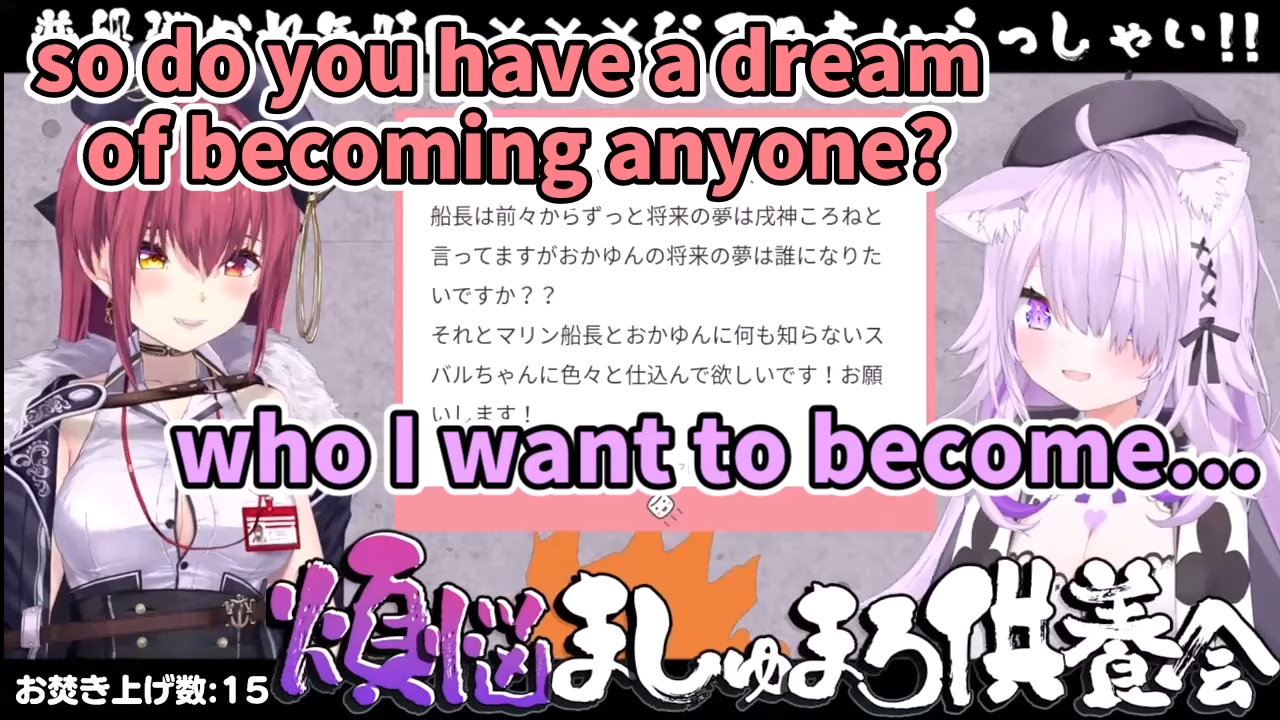 っしゃい!!
so do you have a dream
of becoming anyone?
船長は前々からずっと将来の夢は戌神ころねと
言ってますがおかゆんの将来の夢は誰になりた
いですか？？
それとマリン船長とおかゆんに何も知らないス
バルちゃんに色々と仕込んで欲しいです！お願
いします！
who I want to become...
煩悩ましゅまろ供養会
お焚き上げ数:15